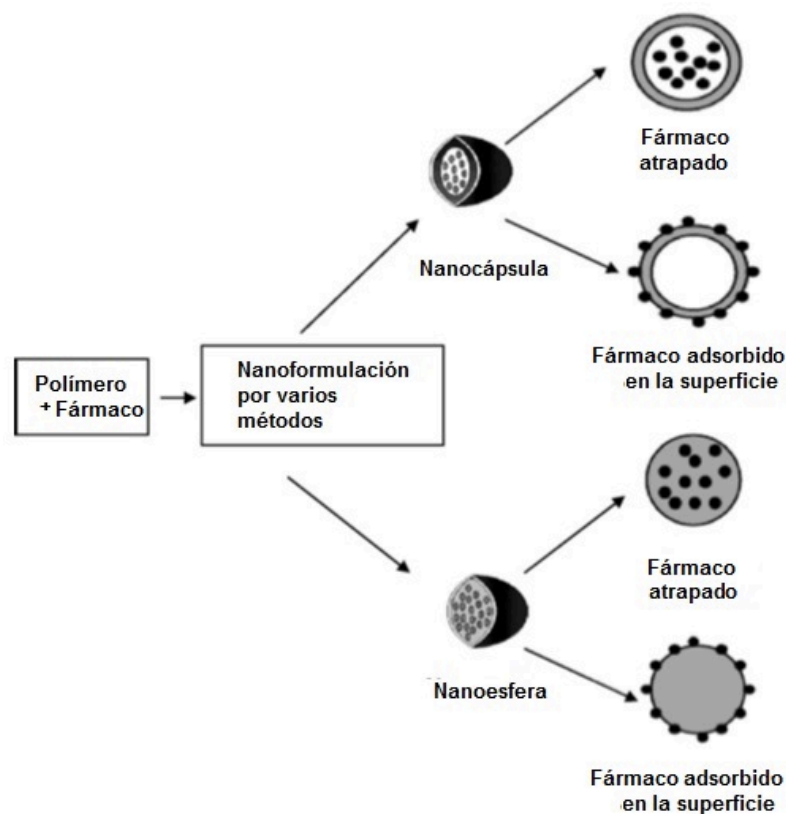 Fármaco
atrapado
Nanocápsula
Fármaco adsorbido
en la superficie
Polímero
+ Fármaco
Nanoformulación
por varios
métodos
Fármaco
atrapado
Nanoesfera
Fármaco adsorbido
en la superficie